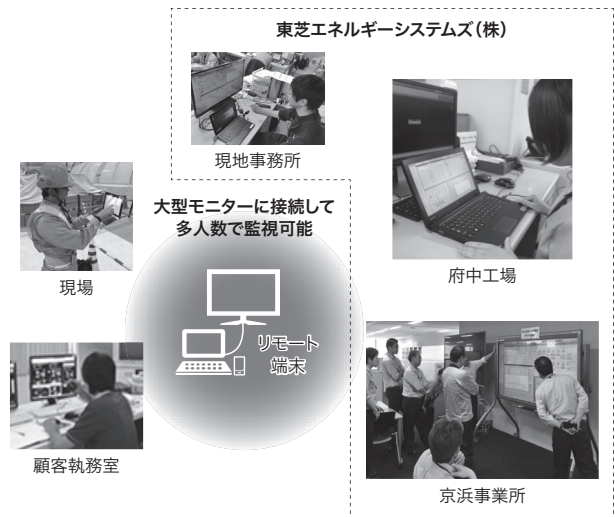 東芝エネルギーシステムズ（株）
現地事務所
大型モニターに接続して
多人数で監視可能
現場
府中工場
リモート
端末
顧客執務室
京浜事業所